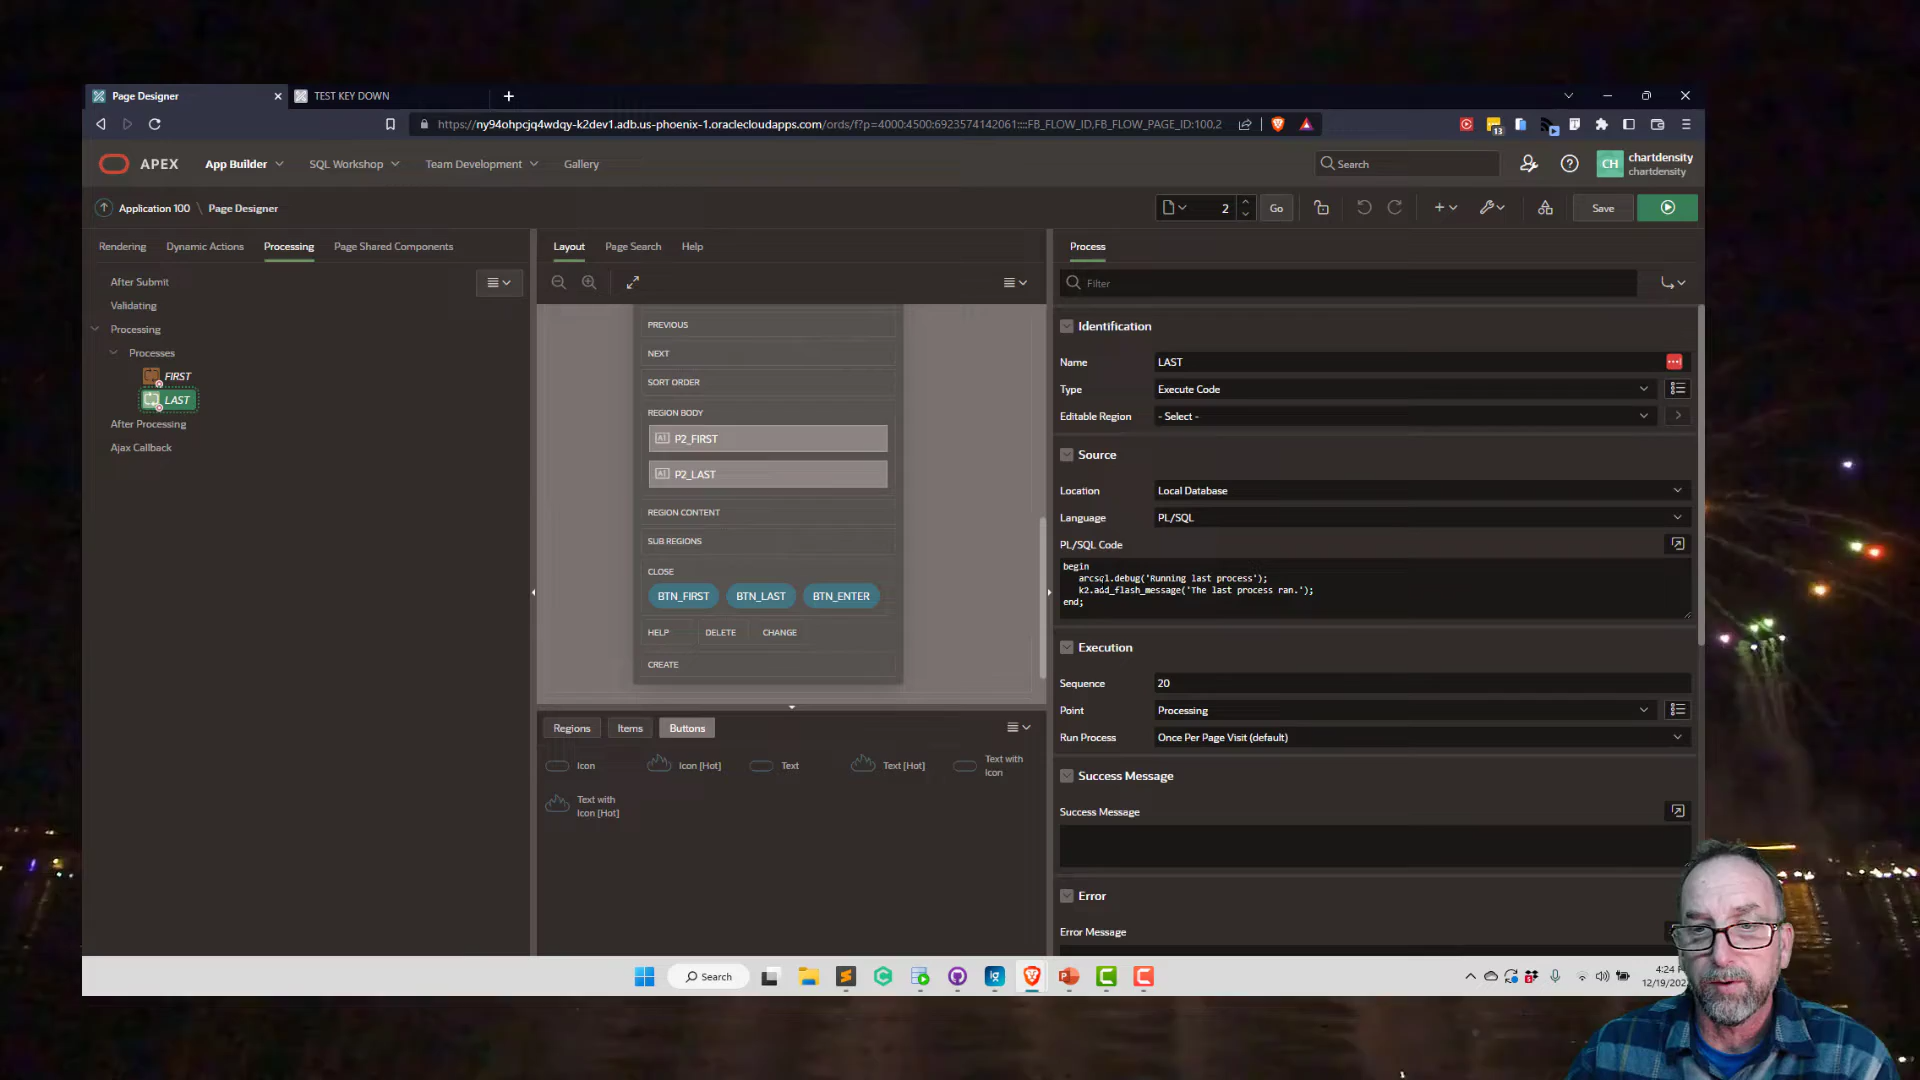 Page Designer
TEST KEY DOWN
https://ny94ohpcjq4wdqy-k2dev1.adb.us-phoenix-1.oraclecloudapps.com/ords/f?p=4000:4500:6923574142061::::FB_FLOW_ID,FB_FLOW_PAGE_ID:100,2
13
APEX
App Builder
SQL Workshop
Team Development
Gallery
Search
CH
chartdensity
chartdensity
Application 100 \ Page Designer
2
Go
Save
Rendering
Dynamic Actions
Processing
Page Shared Components
After Submit
Validating
Processing
Processes
FIRST
LAST
After Processing
Ajax Callback
Layout
Page Search
Help
PREVIOUS
NEXT
SORT ORDER
REGION BODY
P2_FIRST
P2_LAST
REGION CONTENT
SUB REGIONS
CLOSE
BTN_FIRST
BTN_LAST
BTN_ENTER
HELP
DELETE
CHANGE
CREATE
Regions
Items
Buttons
Icon
Icon [Hot]
Text
Text [Hot]
Text with
Icon
Text with
Icon [Hot]
Process
Filter
Identification
Name
LAST
Type
Execute Code
Editable Region
- Select -
Source
Location
Local Database
Language
PL/SQL
PL/SQL Code
begin
arcsql.debug('Running last process');
k2.add_flash_message('The last process ran.');
end;
Execution
Sequence
20
Point
Processing
Run Process
Once Per Page Visit (default)
Success Message
Success Message
Error
Error Message
Search
4:24 P
12/19/202